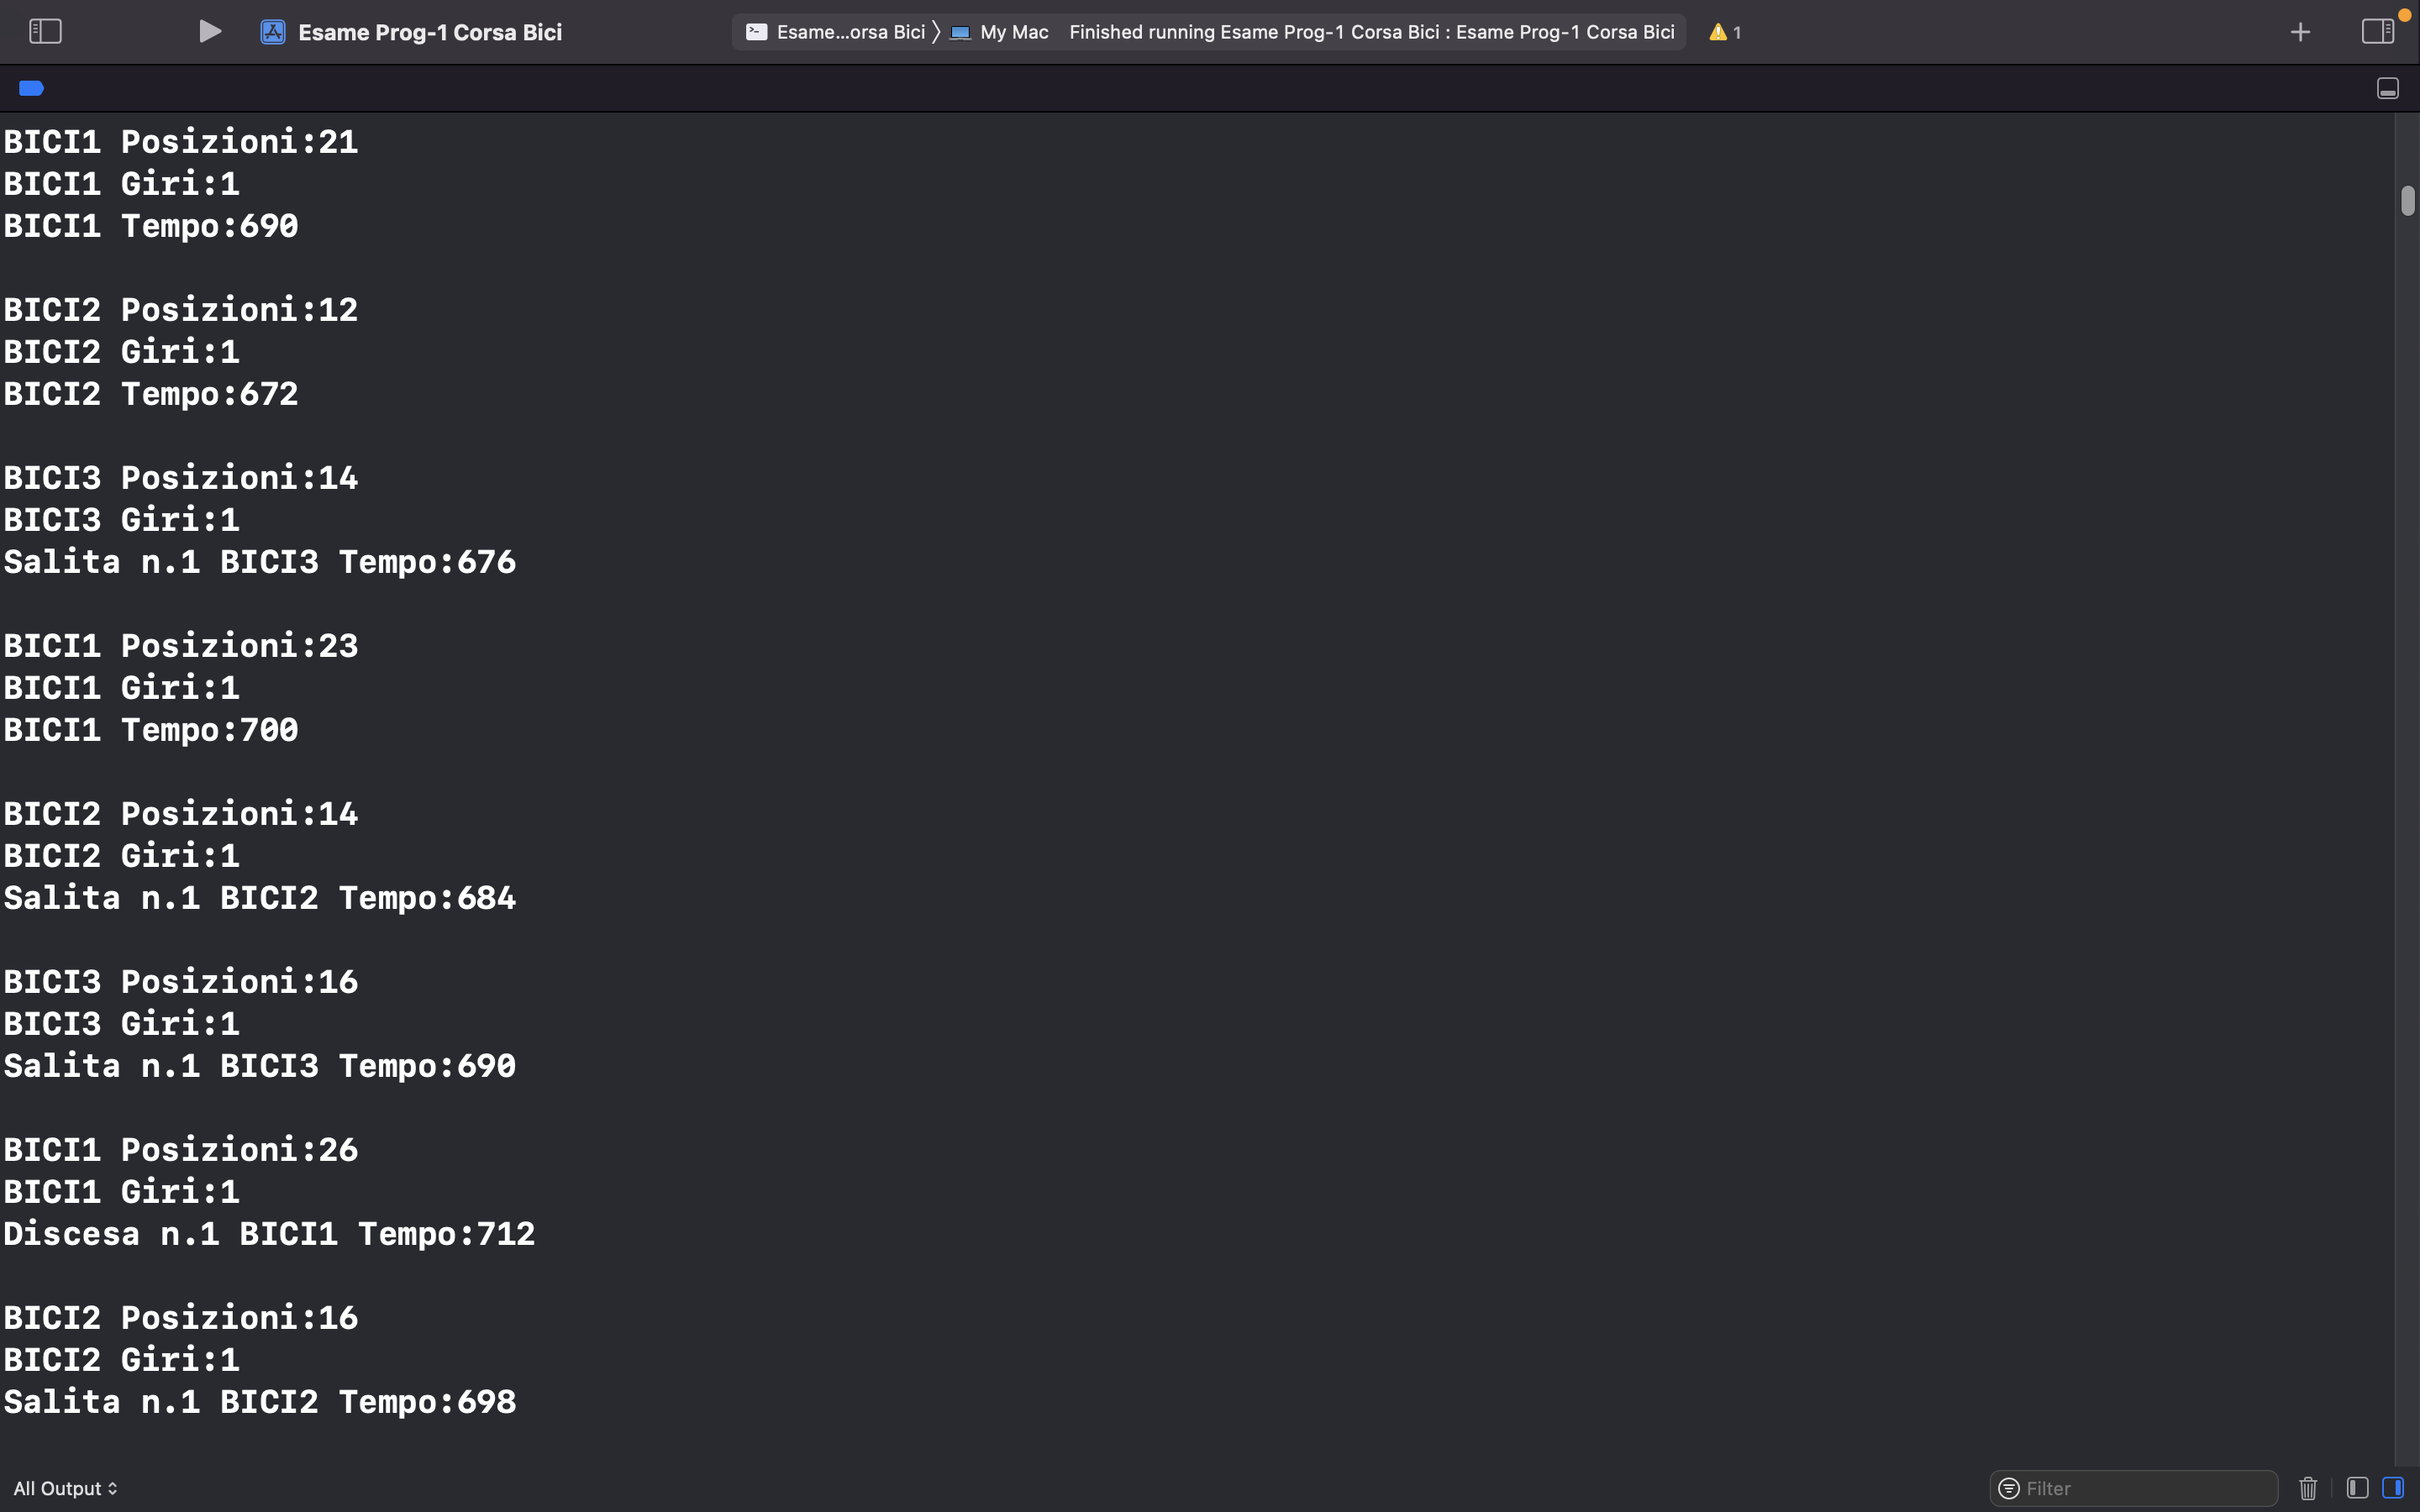 Esame Prog-1 Corsa Bici
Esame...orsa Bici 〉 My Mac Finished running Esame Prog-1 Corsa Bici : Esame Prog-1 Corsa Bici 1
BICI1 Posizioni:21
BICI1 Giri:1
BICI1 Tempo:690
BICI2 Posizioni:12
BICI2 Giri:1
BICI2 Tempo:672
BICI3 Posizioni:14
BICI3 Giri:1
Salita n.1 BICI3 Tempo:676
BICI1 Posizioni:23
BICI1 Giri:1
BICI1 Tempo:700
BICI2 Posizioni:14
BICI2 Giri:1
Salita n.1 BICI2 Tempo:684
BICI3 Posizioni:16
BICI3 Giri:1
Salita n.1 BICI3 Tempo:690
BICI1 Posizioni:26
BICI1 Giri:1
Discesa n.1 BICI1 Tempo:712
BICI2 Posizioni:16
BICI2 Giri:1
Salita n.1 BICI2 Tempo:698
All Output
Filter